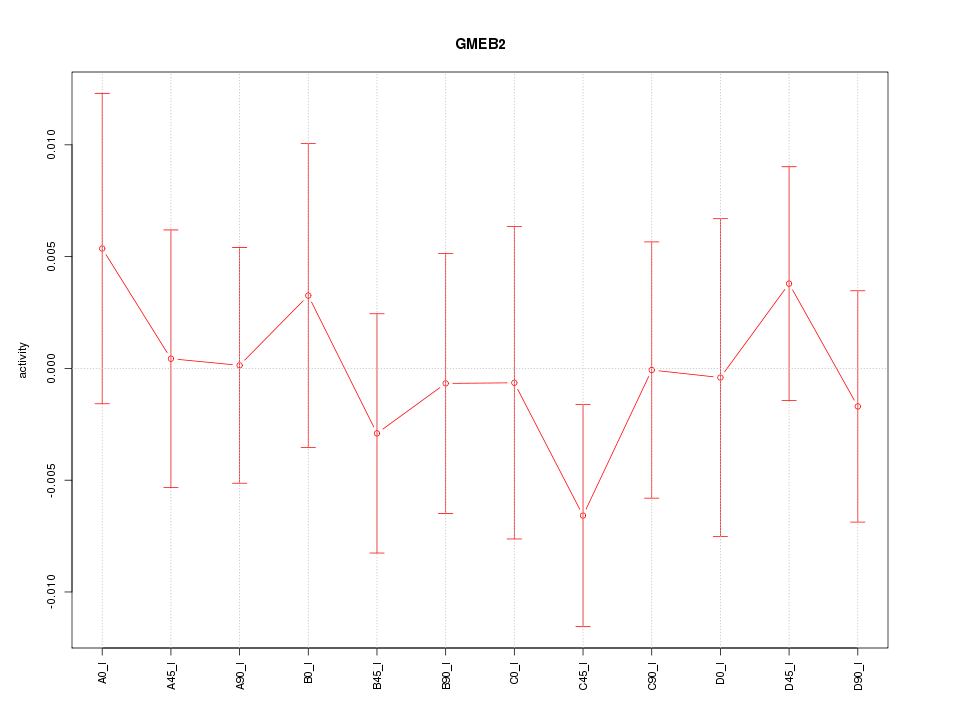 GMEB2
activity
0.010
0.005
0.000
-0.005
-0.010
A0_I
A45_I
A90_I
B0_I
B45_I
B90_I
C0_I
C45_I
C90_I
D0_I
D45_I
D90_I